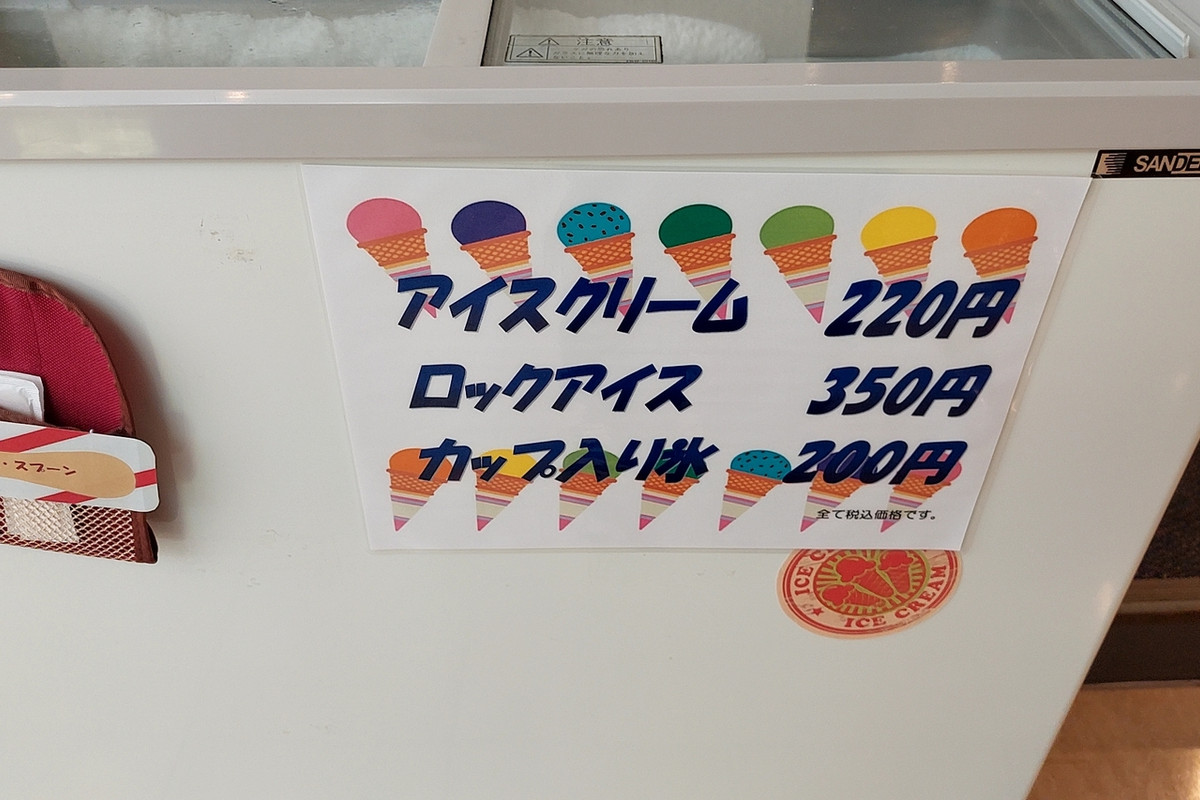 注意
SANDE
アイスクリーム 220円
ロックアイス 350円
カップ入り氷 200円
全て税込価格です。
・スプーン
ICE C
ICE CREAM